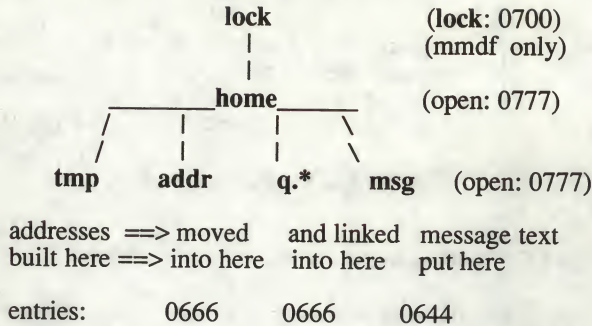 lock (lock: 0700)
(mmdf only)
home (open: 0777)
tmp addr q.* msg (open: 0777)
addresses ==> moved and linked message text
built here ==> into here into here put here
entries: 0666 0666 0644